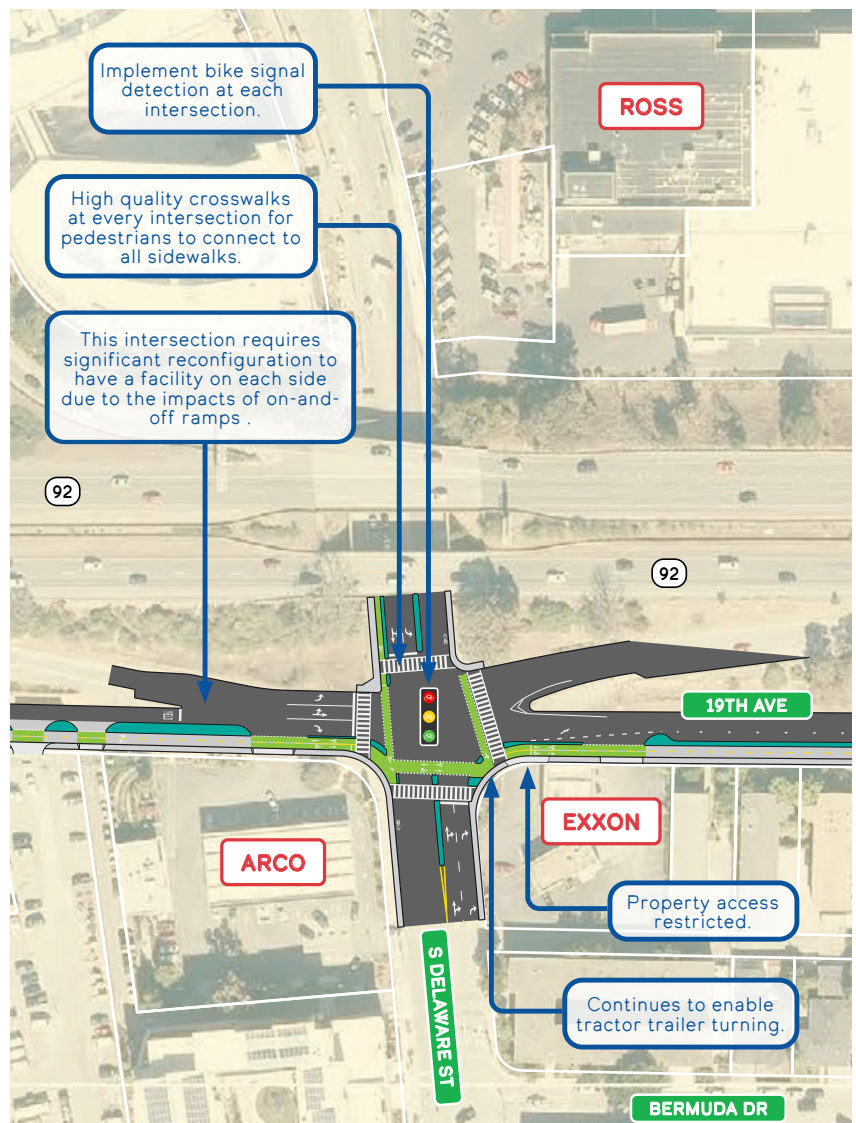 Implement bike signal
detection at each
intersection.
ROSS
High quality crosswalks
at every intersection for
pedestrians to connect to
all sidewalks.
This intersection requires
significant reconfiguration to
have a facility on each side
due to the impacts of on-and-
off ramps .
92
92
19TH AVE
ARCO
EXXON
Property access
restricted.
S DELAWARE ST
Continues to enable
tractor trailer turning.
BERMUDA DR